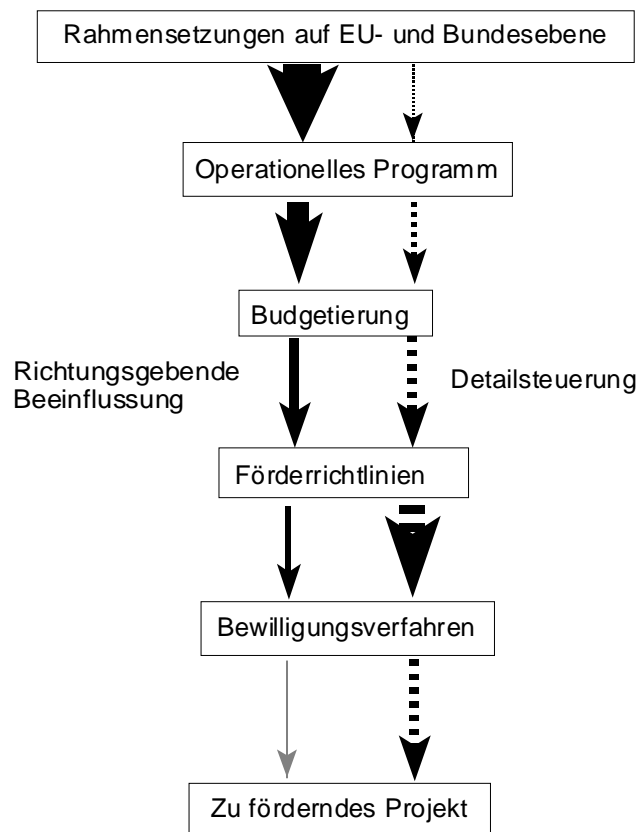 Rahmensetzungen auf EU- und Bundesebene
Operationelles Programm
Budgetierung
Richtungsgebende
Beeinflussung
Detailsteuerung
Förderrichtlinien
Bewilligungsverfahren
Zu förderndes Projekt